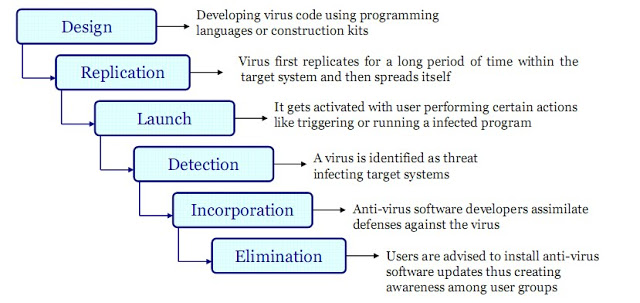 Design
Developing virus code using programming
languages or construction kits
Replication
Virus first replicates for a long period of time within the
target system and then spreads itself
Launch
It gets activated with user performing certain actions
like triggering or running a infected program
Detection
A virus is identified as threat
infecting target systems
Incorporation
Anti-virus software developers assimilate
defenses against the virus
Elimination
Users are advised to install anti-virus
software updates thus creating
awareness among user groups